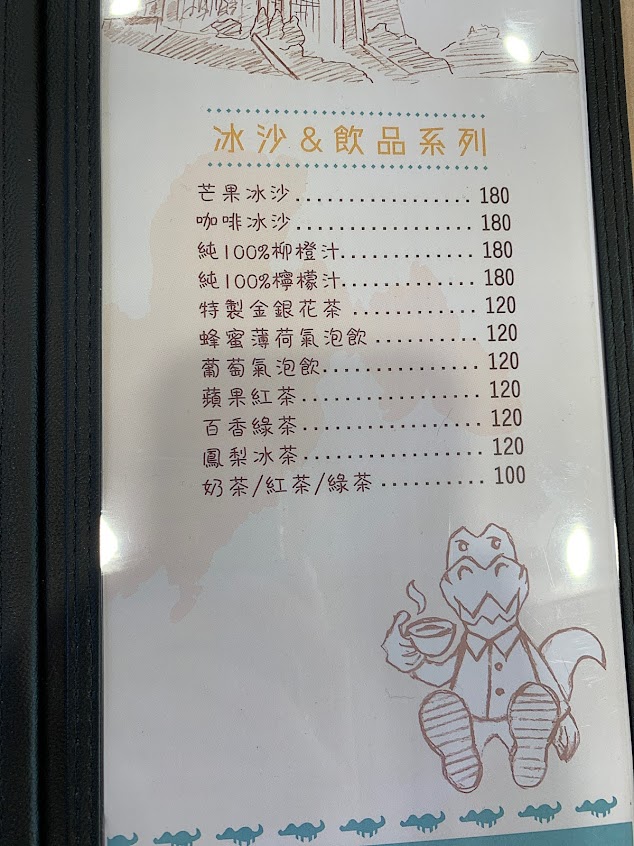 冰沙&飲品系列
芒果冰沙................. 180
咖啡冰沙................ 180
純100%柳橙汁............. 180
純100%檸檬汁............. 180
特製金銀花茶 ............ 120
蜂蜜薄荷氣泡飲 .......... 120
葡萄氣泡飲............... 120
蘋果紅茶................. 120
百香綠茶................. 120
鳳梨冰茶................. 120
奶茶/紅茶/綠茶 .......... 100